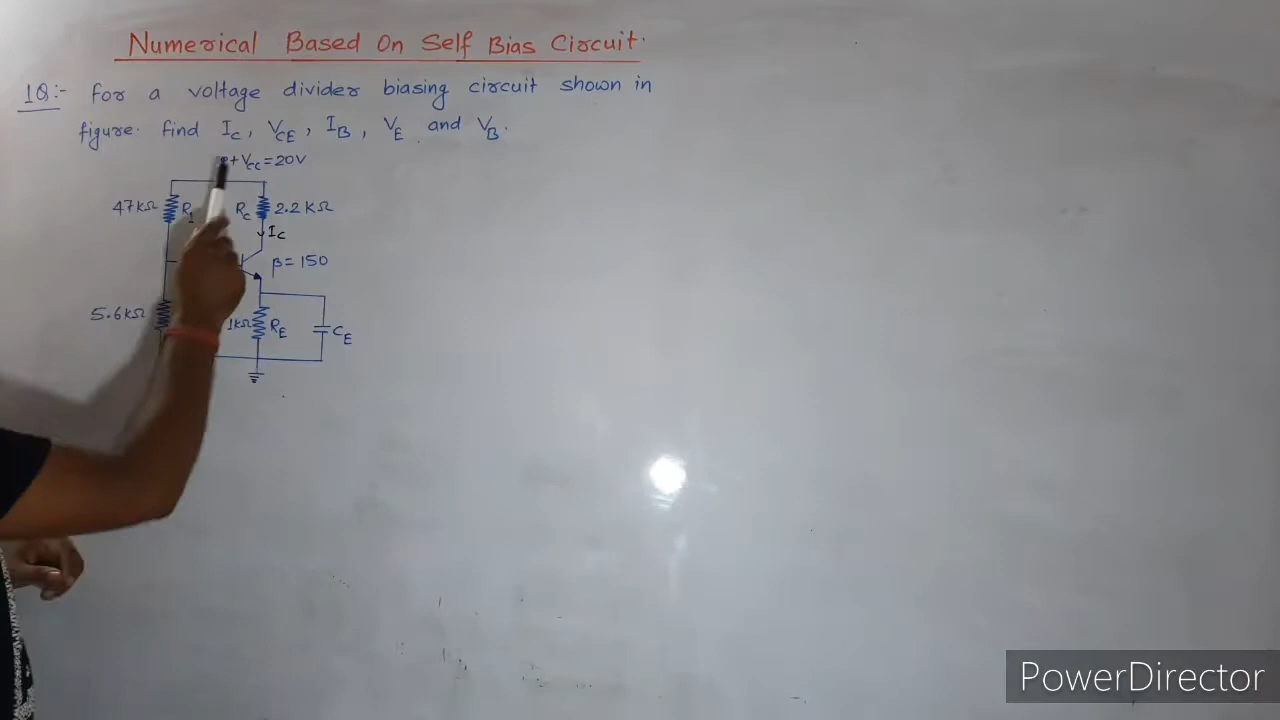 Numerical Based On Self Bias Circuit.
1Q:- For a voltage divider biasing circuit shown in
figure. find Ic, VCE, IB, VE and VB.
+Vcc=20V
47kΩ R1 Rc 2.2KΩ
Ic
β=150
5.6kΩ 1kΩ RE CE
PowerDirector